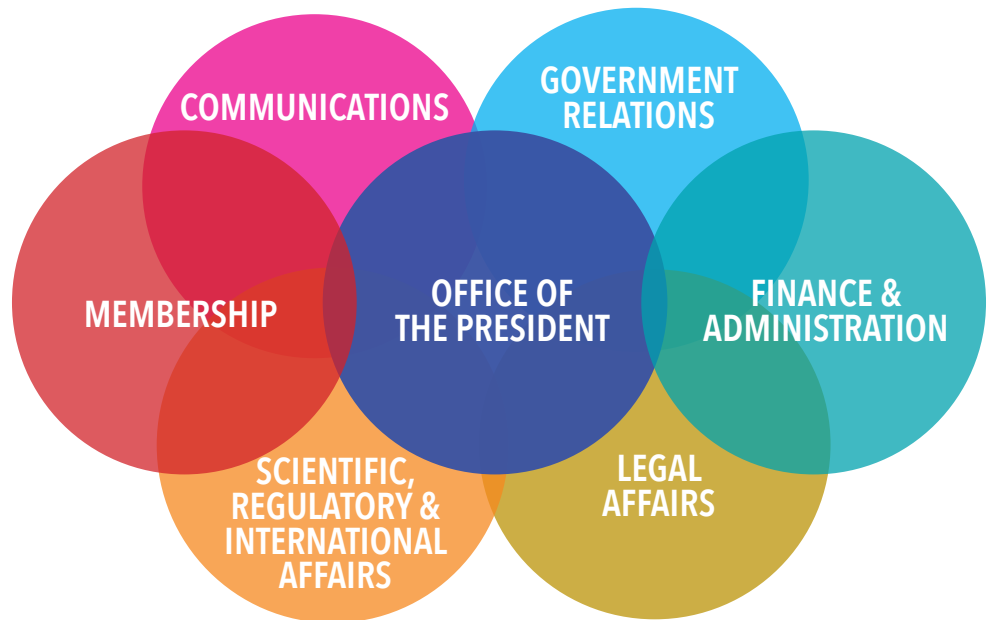 COMMUNICATIONS
GOVERNMENT
RELATIONS
MEMBERSHIP
OFFICE OF
THE PRESIDENT
FINANCE &
ADMINISTRATION
SCIENTIFIC,
REGULATORY &
INTERNATIONAL
AFFAIRS
LEGAL
AFFAIRS